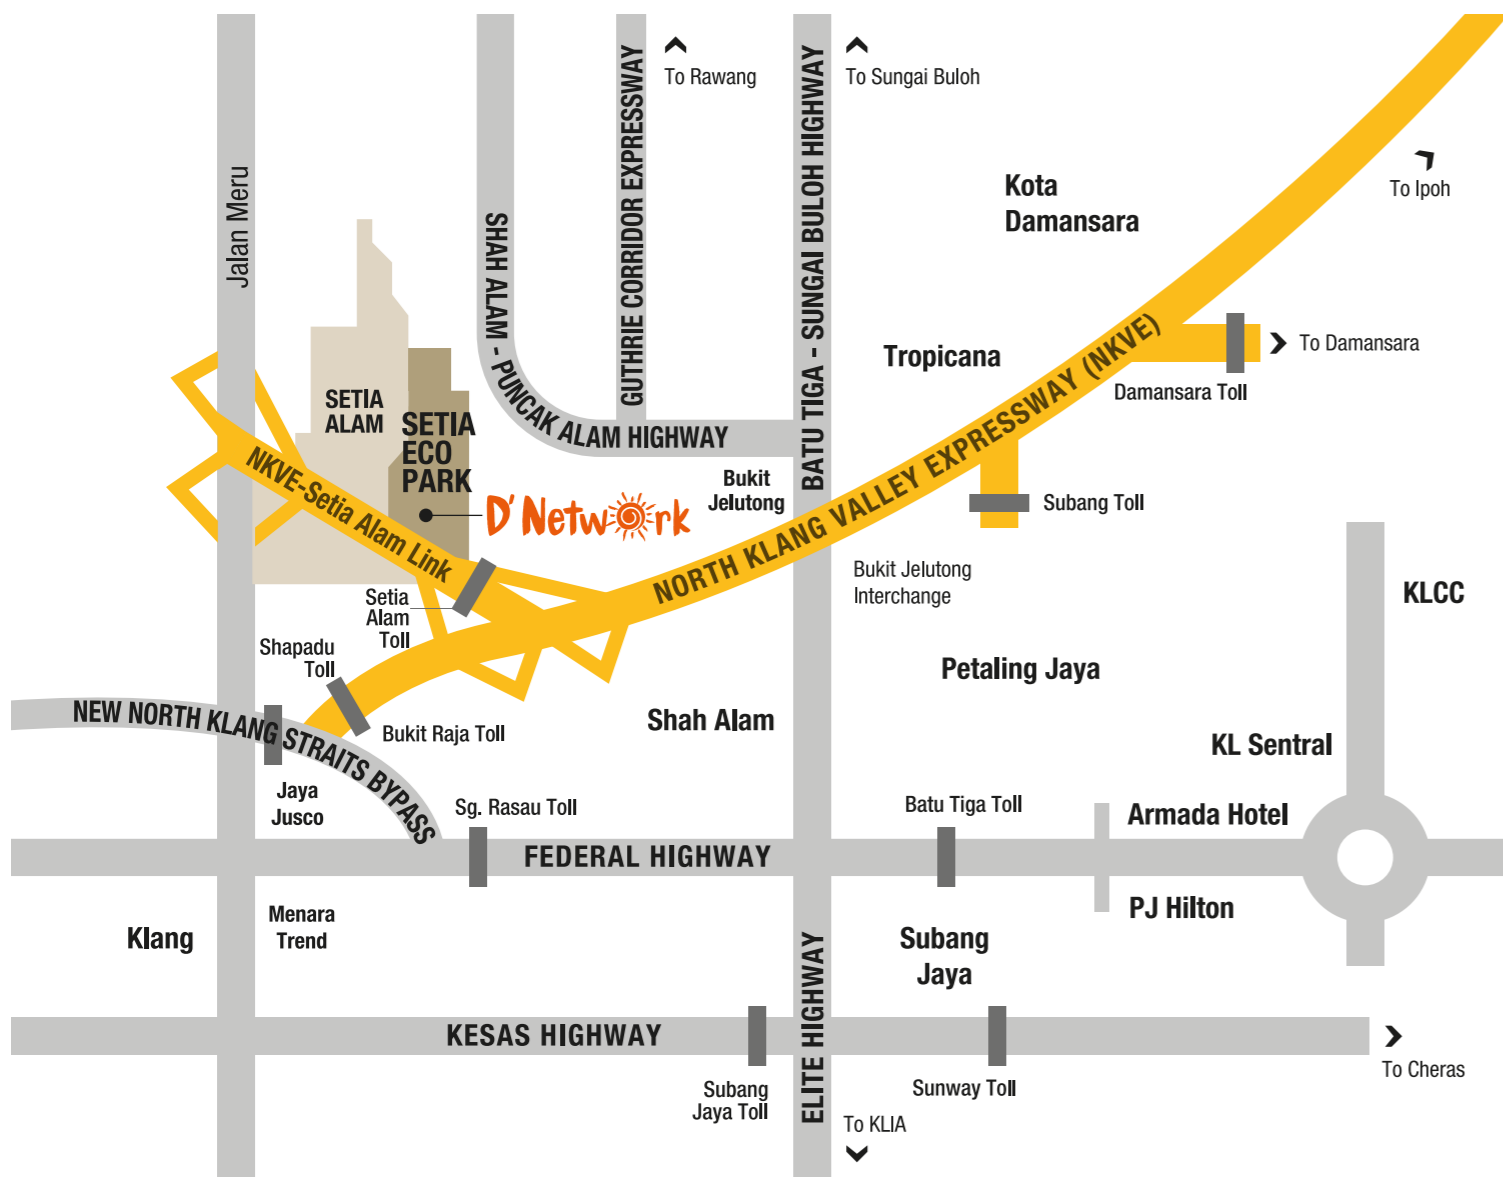 To Rawang
To Sungai Buloh
Kota
Damansara
To Ipoh
Jalan Meru
SHAH ALAM - PUNCAK ALAM HIGHWAY
GUTHRIE CORRIDOR EXPRESSWAY
BATU TIGA - SUNGAI BULOH HIGHWAY
Tropicana
To Damansara
Damansara Toll
SETIA
ALAM
SETIA
ECO
PARK
NKVE-Setia Alam Link
D' Network
Bukit
Jelutong
NORTH KLANG VALLEY EXPRESSWAY (NKVE)
Subang Toll
Bukit Jelutong
Interchange
KLCC
Setia
Alam
Toll
Shapadu
Toll
Petaling Jaya
Shah Alam
NEW NORTH KLANG STRAITS BYPASS
Bukit Raja Toll
KL Sentral
Jaya
Jusco
Sg. Rasau Toll
Batu Tiga Toll
Armada Hotel
FEDERAL HIGHWAY
PJ Hilton
Klang
Menara
Trend
Subang
Jaya
KESAS HIGHWAY
ELITE HIGHWAY
To Cheras
Subang
Jaya Toll
Sunway Toll
To KLIA